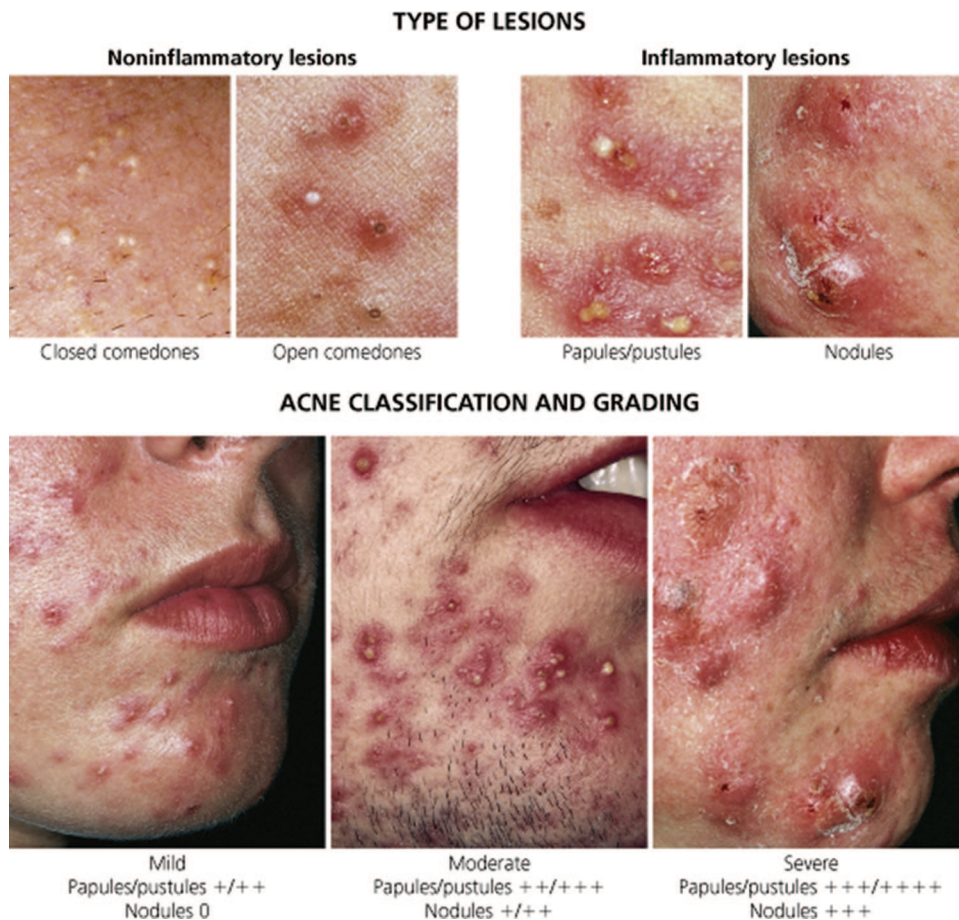 TYPE OF LESIONS
Noninflammatory lesions
Inflammatory lesions
Closed comedones
Open comedones
Papules/pustules
Nodules
ACNE CLASSIFICATION AND GRADING
Mild
Papules/pustules +/++
Nodules 0
Moderate
Papules/pustules ++/+++
Nodules +/++
Severe
Papules/pustules +++/++++
Nodules +++